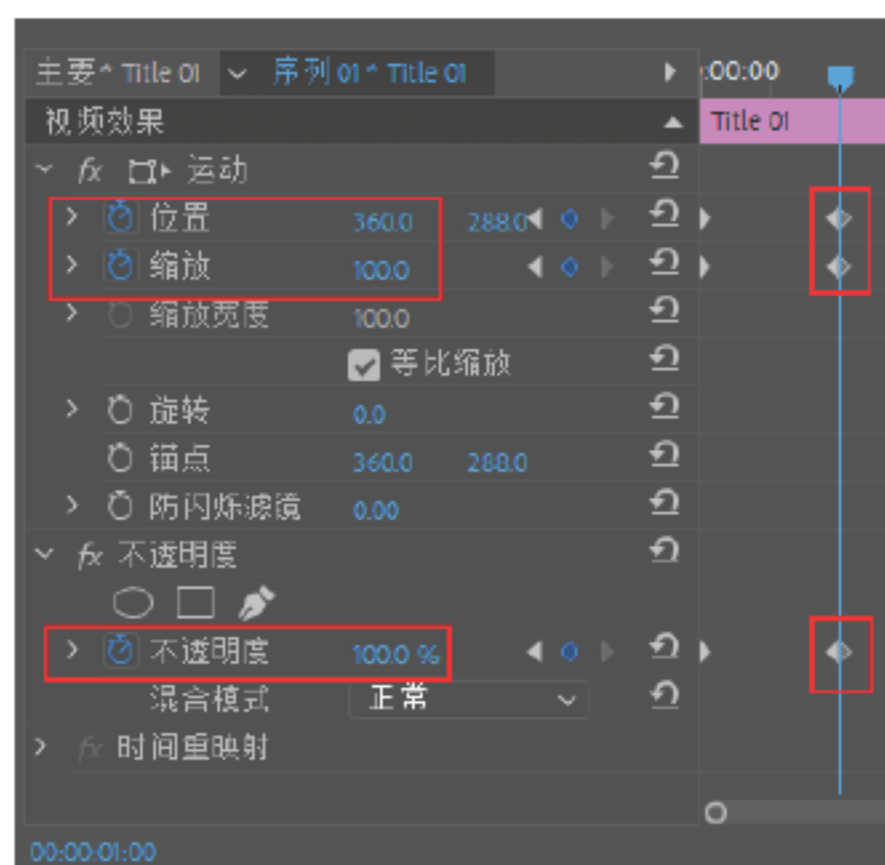 主要^ Title 01 序列 01 ^ Title 01 :00:00
视频效果 Title 01
fx 运动
位置 360.0 288.0
缩放 100.0
缩放宽度 100.0
等比缩放
旋转 0.0
锚点 360.0 288.0
防闪烁滤镜 0.00
fx 不透明度
不透明度 100.0 %
混合模式 正常
fx 时间重映射
00:00:01:00